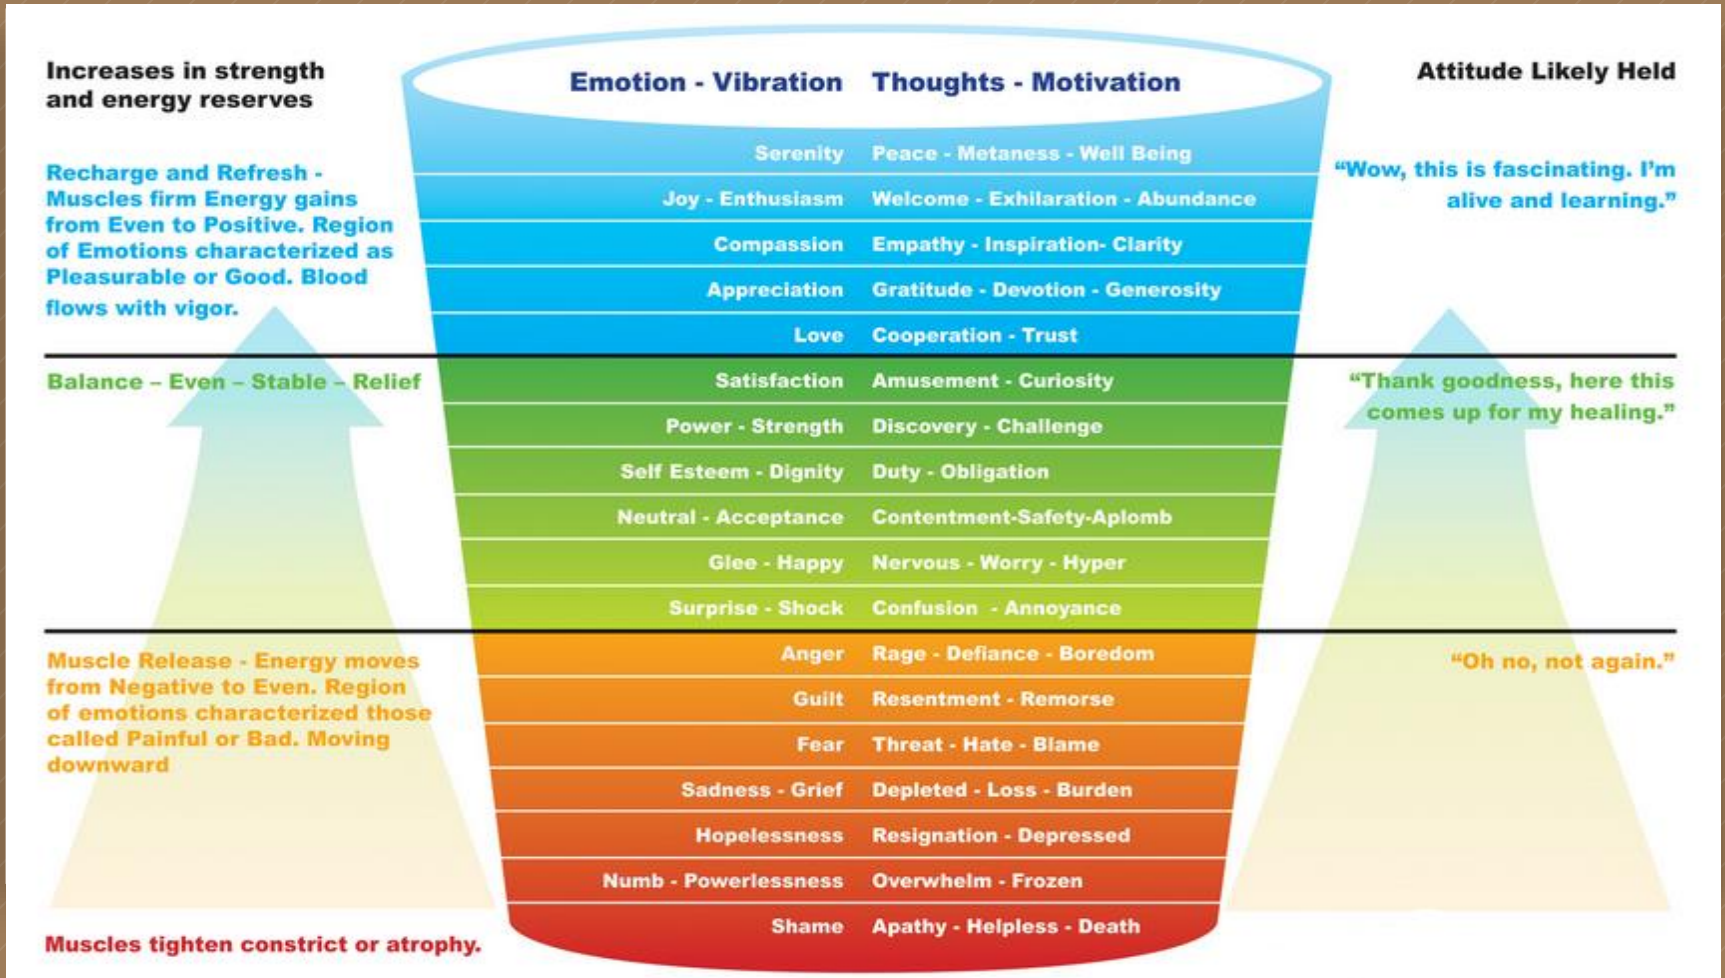 Increases in strength
and energy reserves
Emotion - Vibration Thoughts - Motivation
Attitude Likely Held
Recharge and Refresh -
Muscles firm Energy gains
from Even to Positive. Region
of Emotions characterized as
Pleasurable or Good. Blood
flows with vigor.
Serenity Peace - Metaness - Well Being
Joy - Enthusiasm Welcome - Exhilaration - Abundance
Compassion Empathy - Inspiration- Clarity
Appreciation Gratitude - Devotion - Generosity
Love Cooperation - Trust
“Wow, this is fascinating. I’m
alive and learning.”
Balance – Even – Stable – Relief
Satisfaction Amusement - Curiosity
Power - Strength Discovery - Challenge
Self Esteem - Dignity Duty - Obligation
Neutral - Acceptance Contentment-Safety-Aplomb
Glee - Happy Nervous - Worry - Hyper
Surprise - Shock Confusion - Annoyance
“Thank goodness, here this
comes up for my healing.”
Muscle Release - Energy moves
from Negative to Even. Region
of emotions characterized those
called Painful or Bad. Moving
downward
Anger Rage - Defiance - Boredom
Guilt Resentment - Remorse
Fear Threat - Hate - Blame
Sadness - Grief Depleted - Loss - Burden
Hopelessness Resignation - Depressed
Numb - Powerlessness Overwhelm - Frozen
Shame Apathy - Helpless - Death
“Oh no, not again.”
Muscles tighten constrict or atrophy.